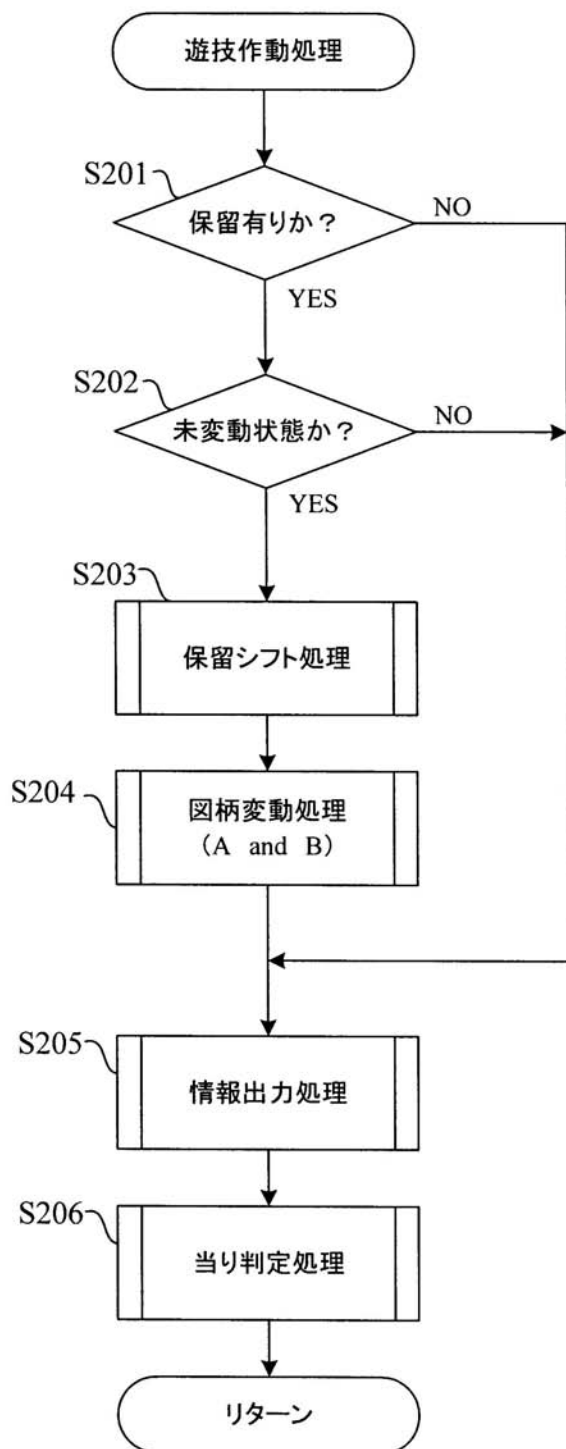 遊技作動処理
S201
保留有りか？
NO
YES
S202
未変動状態か？
NO
YES
S203
保留シフト処理
S204
図柄変動処理
（A and B）
S205
情報出力処理
S206
当り判定処理
リターン